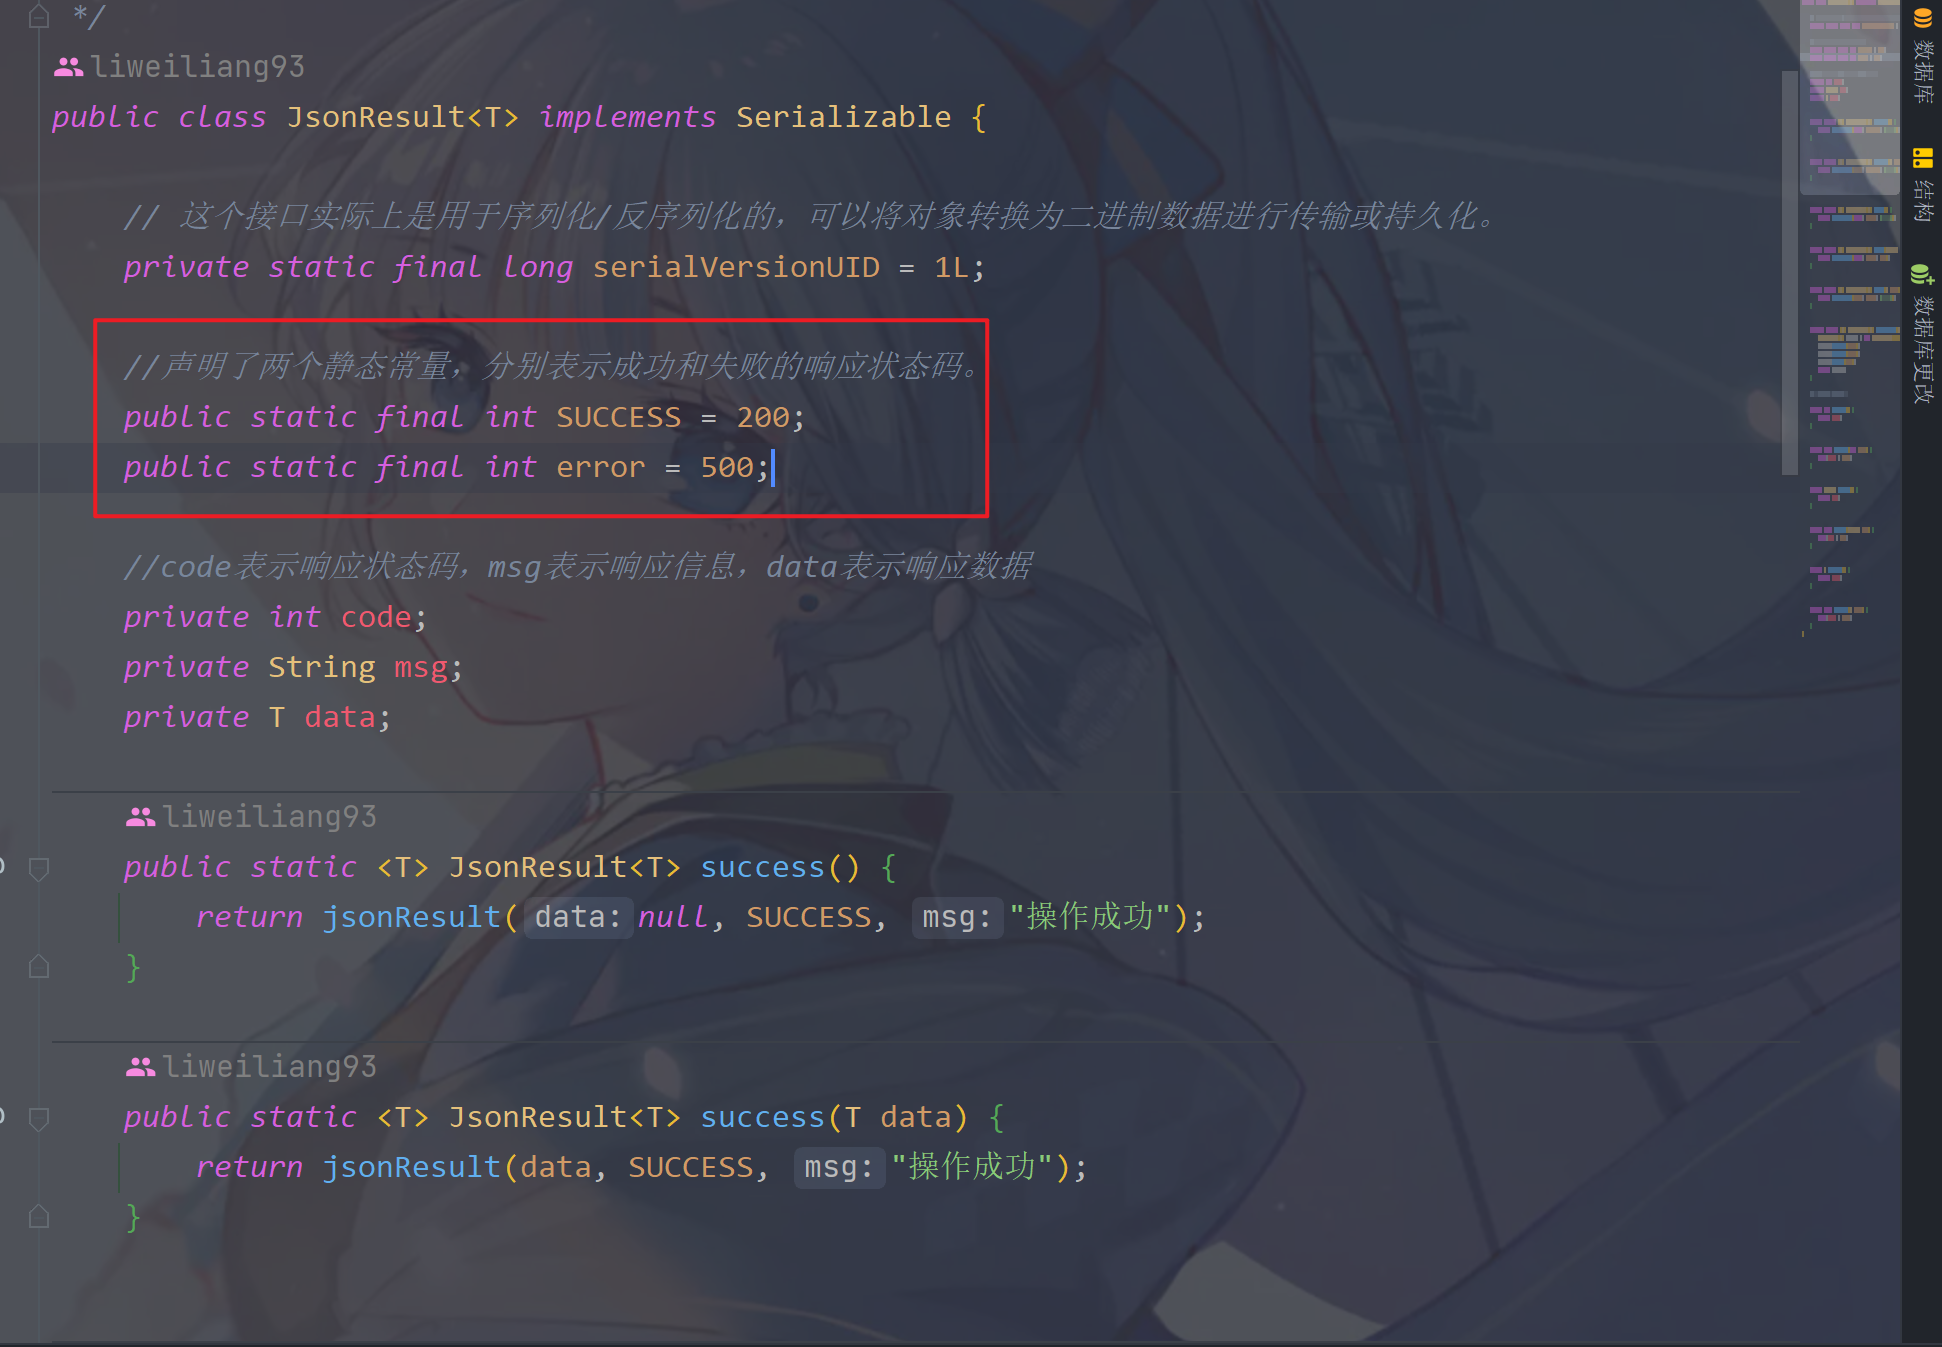 */
liweiliang93
public class JsonResult<T> implements Serializable {
// 这个接口实际上是用于序列化/反序列化的，可以将对象转换为二进制数据进行传输或持久化。
private static final long serialVersionUID = 1L;
//声明了两个静态常量，分别表示成功和失败的响应状态码。
public static final int SUCCESS = 200;
public static final int error = 500;
//code表示响应状态码，msg表示响应信息，data表示响应数据
private int code;
private String msg;
private T data;
liweiliang93
public static <T> JsonResult<T> success() {
return jsonResult( data: null, SUCCESS, msg: "操作成功");
}
liweiliang93
public static <T> JsonResult<T> success(T data) {
return jsonResult(data, SUCCESS, msg: "操作成功");
}
数据库
结构
数据库更改